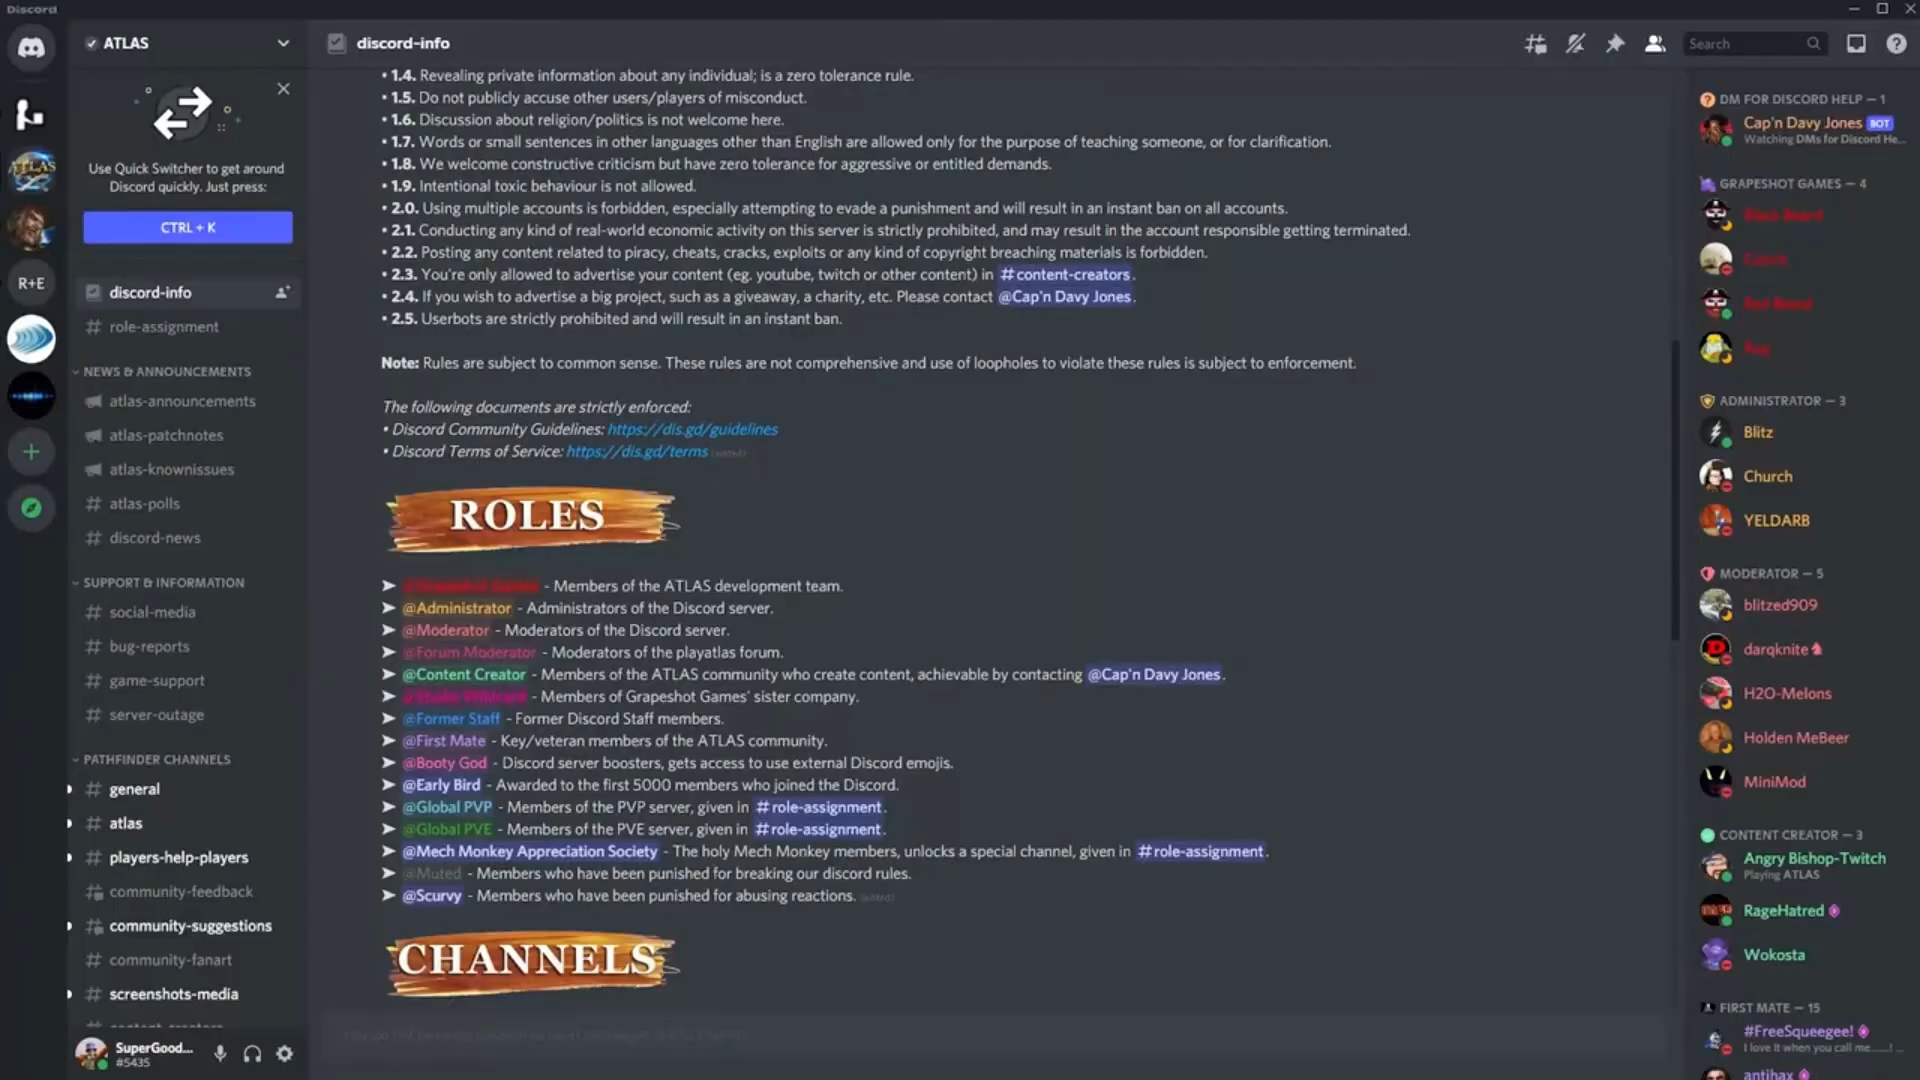 Discord
ATLAS
Use Quick Switcher to get around
Discord quickly. Just press:
CTRL + K
discord-info
role-assignment
NEWS & ANNOUNCEMENTS
atlas-announcements
atlas-patchnotes
atlas-knownissues
atlas-polls
discord-news
SUPPORT & INFORMATION
social-media
bug-reports
game-support
server-outage
PATHFINDER CHANNELS
general
atlas
players-help-players
community-feedback
community-suggestions
community-fanart
screenshots-media
SuperGood...
#5435
ATLAS
R+E
discord-info
Search
• 1.4. Revealing private information about any individual; is a zero tolerance rule.
• 1.5. Do not publicly accuse other users/players of misconduct.
• 1.6. Discussion about religion/politics is not welcome here.
• 1.7. Words or small sentences in other languages other than English are allowed only for the purpose of teaching someone, or for clarification.
• 1.8. We welcome constructive criticism but have zero tolerance for aggressive or entitled demands.
• 1.9. Intentional toxic behaviour is not allowed.
• 2.0. Using multiple accounts is forbidden, especially attempting to evade a punishment and will result in an instant ban on all accounts.
• 2.1. Conducting any kind of real-world economic activity on this server is strictly prohibited, and may result in the account responsible getting terminated.
• 2.2. Posting any content related to piracy, cheats, cracks, exploits or any kind of copyright breaching materials is forbidden.
• 2.3. You're only allowed to advertise your content (eg. youtube, twitch or other content) in #content-creators.
• 2.4. If you wish to advertise a big project, such as a giveaway, a charity, etc. Please contact @Cap'n Davy Jones.
• 2.5. Userbots are strictly prohibited and will result in an instant ban.
Note: Rules are subject to common sense. These rules are not comprehensive and use of loopholes to violate these rules is subject to enforcement.
The following documents are strictly enforced:
• Discord Community Guidelines: https://dis.gd/guidelines
• Discord Terms of Service: https://dis.gd/terms (edited)
ROLES
➤ @Grapeshot Games - Members of the ATLAS development team.
➤ @Administrator - Administrators of the Discord server.
➤ @Moderator - Moderators of the Discord server.
➤ @Forum Moderator - Moderators of the playatlas forum.
➤ @Content Creator - Members of the ATLAS community who create content, achievable by contacting @Cap'n Davy Jones.
➤ @Studio Wildcard - Members of Grapeshot Games' sister company.
➤ @Former Staff - Former Discord Staff members.
➤ @First Mate - Key/veteran members of the ATLAS community.
➤ @Booty God - Discord server boosters, gets access to use external Discord emojis.
➤ @Early Bird - Awarded to the first 5000 members who joined the Discord.
➤ @Global PVP - Members of the PVP server, given in #role-assignment.
➤ @Global PVE - Members of the PVE server, given in #role-assignment.
➤ @Mech Monkey Appreciation Society - The holy Mech Monkey members, unlocks a special channel, given in #role-assignment.
➤ @Muted - Members who have been punished for breaking our discord rules.
➤ @Scurvy - Members who have been punished for abusing reactions. (edited)
CHANNELS
DM FOR DISCORD HELP — 1
Cap'n Davy Jones BOT
Watching DMs for Discord He...
GRAPESHOT GAMES — 4
Black Beard
Red Beard
ADMINISTRATOR — 3
Blitz
Church
YELDARB
MODERATOR — 5
blitzed909
darqknite
H2O-Melons
Holden MeBeer
MiniMod
CONTENT CREATOR — 3
Angry Bishop-Twitch
Playing ATLAS
RageHatred
Wokosta
FIRST MATE — 15
#FreeSqueegee!
I love it when you call me......! ...
antihax